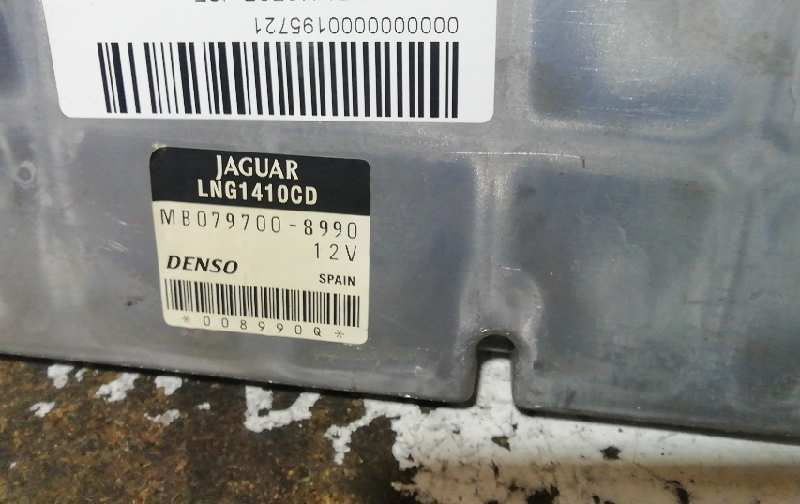 000000000195721
JAGUAR
LNG1410CD
MB079700-8990
12V
DENSO
SPAIN
*008990Q*